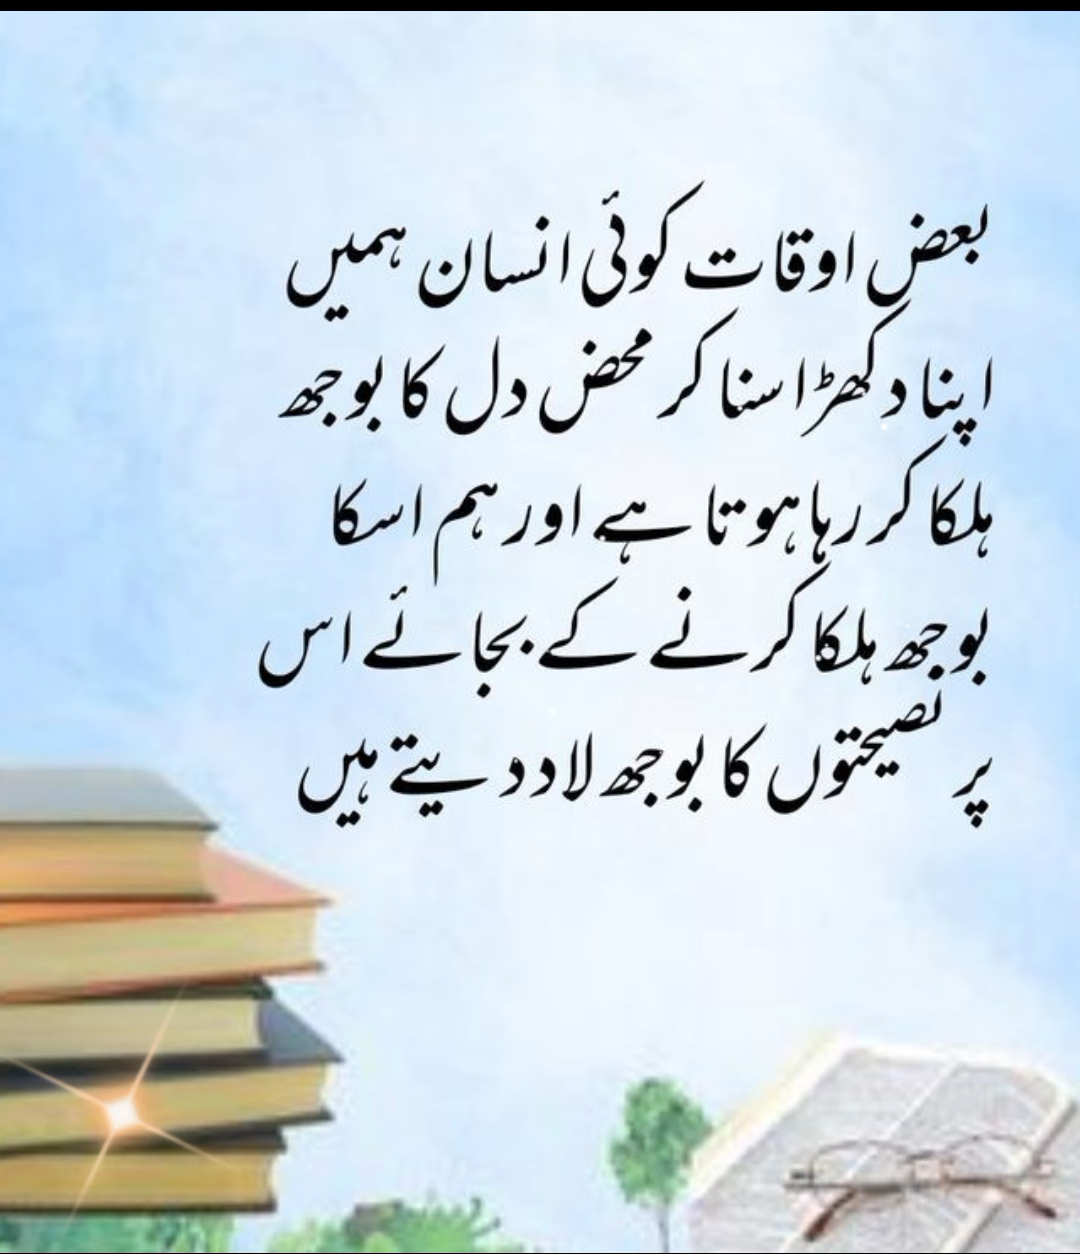 بعض اوقات کوئی انسان ہمیں
اپنا دکھڑا سنا کر محض دل کا بوجھ
ہلکا کر رہا ہوتا ہے اور ہم اسکا
بوجھ ہلکا کرنے کے بجائے اس
پر نصیحتوں کا بوجھ لاد دیتے ہیں